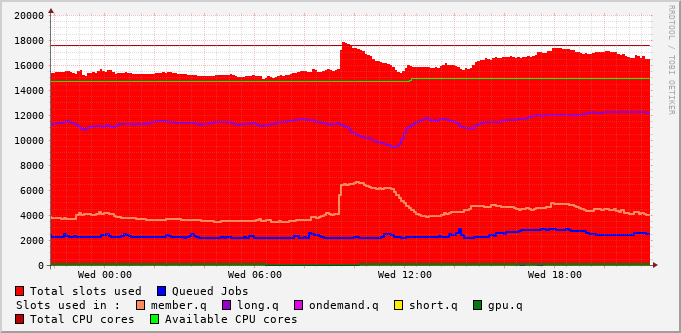 20000
18000
16000
14000
12000
10000
8000
6000
4000
2000
0
Wed 00:00 Wed 06:00 Wed 12:00 Wed 18:00
RRDTOOL / TOBI OETIKER
Total slots used Queued Jobs
Slots used in : member.q long.q ondemand.q short.q gpu.q
Total CPU cores Available CPU cores